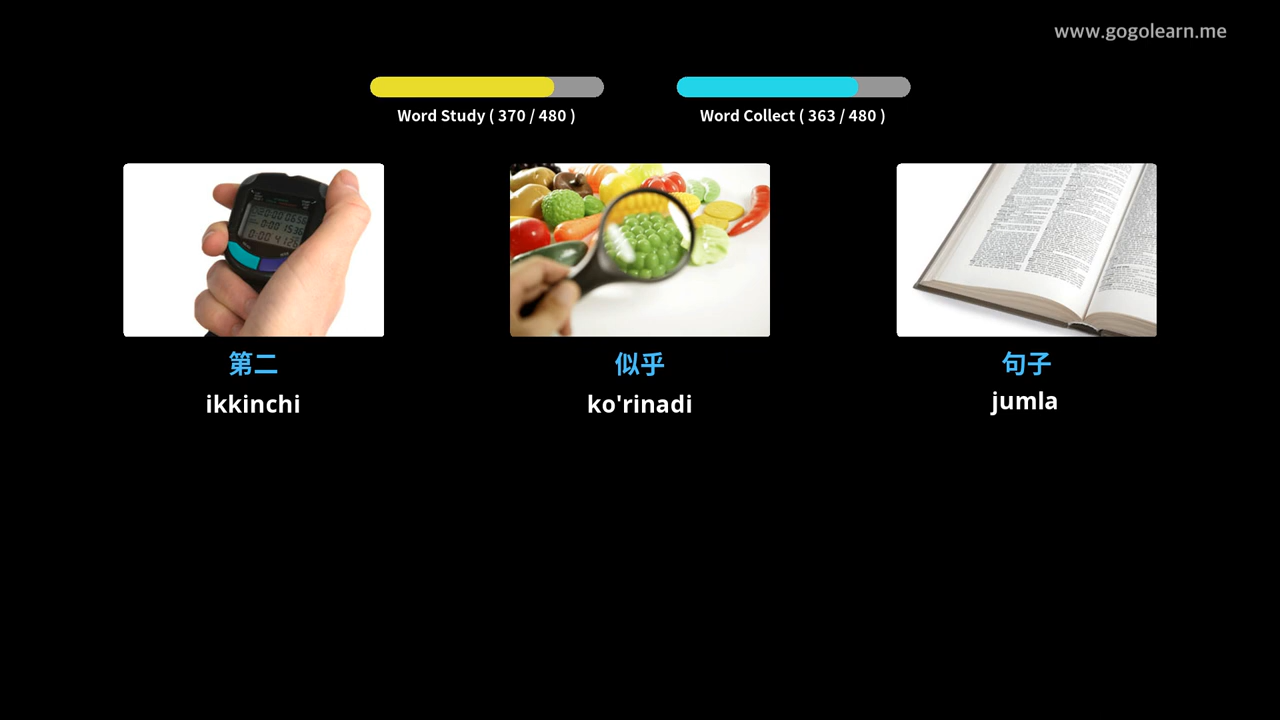 www.gogolearn.me
Word Study ( 370 / 480 )
Word Collect ( 363 / 480 )
第二
似乎
句子
ikkinchi
ko'rinadi
jumla